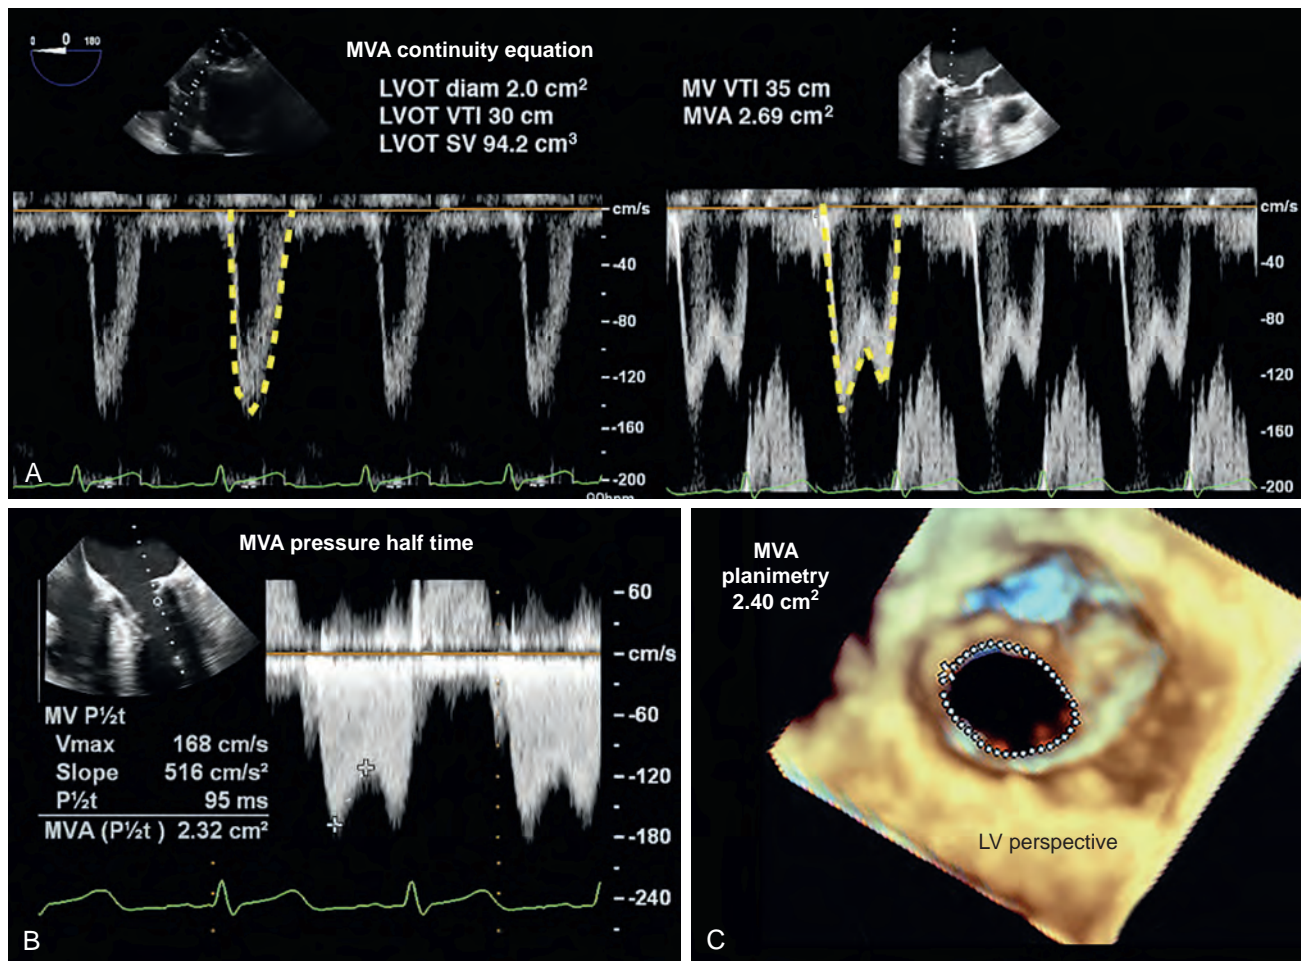 0 0 180
MVA continuity equation
LVOT diam 2.0 cm²
LVOT VTI 30 cm
LVOT SV 94.2 cm³
MV VTI 35 cm
MVA 2.69 cm²
cm/s
-40
-80
-120
-160
-200
cm/s
-40
-80
-120
-160
-200
A
MVA pressure half time
60
cm/s
-60
-120
-180
-240
MV P½t
Vmax 168 cm/s
Slope 516 cm/s²
P½t 95 ms
MVA (P½t ) 2.32 cm²
B
MVA
planimetry
2.40 cm²
LV perspective
C